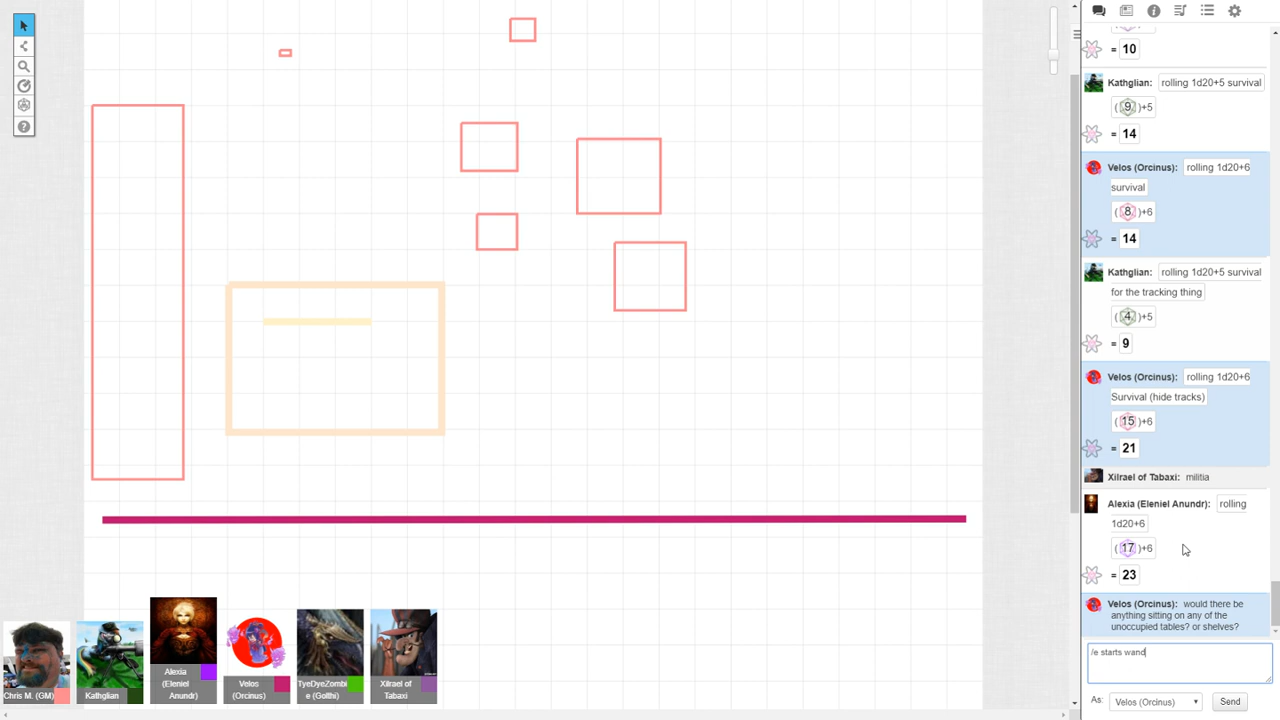 = 10
Kathglian: rolling 1d20+5 survival
(9)+5
= 14
Velos (Orcinus): rolling 1d20+6
survival
(8)+6
= 14
Kathglian: rolling 1d20+5 survival
for the tracking thing
(4)+5
= 9
Velos (Orcinus): rolling 1d20+6
Survival (hide tracks)
(15)+6
= 21
Xilrael of Tabaxi: militia
Alexia (Eleniel Anundr): rolling
1d20+6
(17)+6
= 23
Velos (Orcinus): would there be
anything sitting on any of the
unoccupied tables? or shelves?
/e starts wand
As: Velos (Orcinus) Send
Chris M. (GM)
Kathglian
Alexia
(Eleniel
Anundr)
Velos
(Orcinus)
TyeDyeZombi
e (Golthi)
Xilrael of
Tabaxi